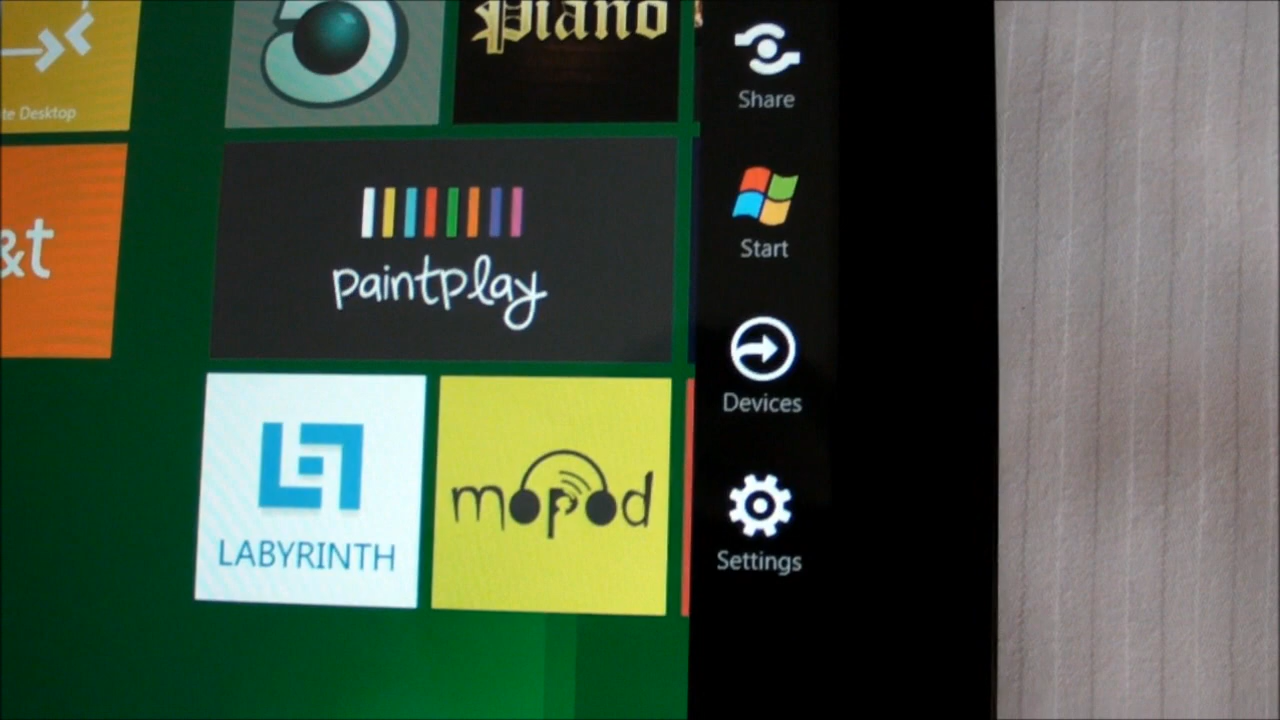 te Desktop
Piano
Share
&t
paintplay
Start
Devices
LABYRINTH
mopod
Settings